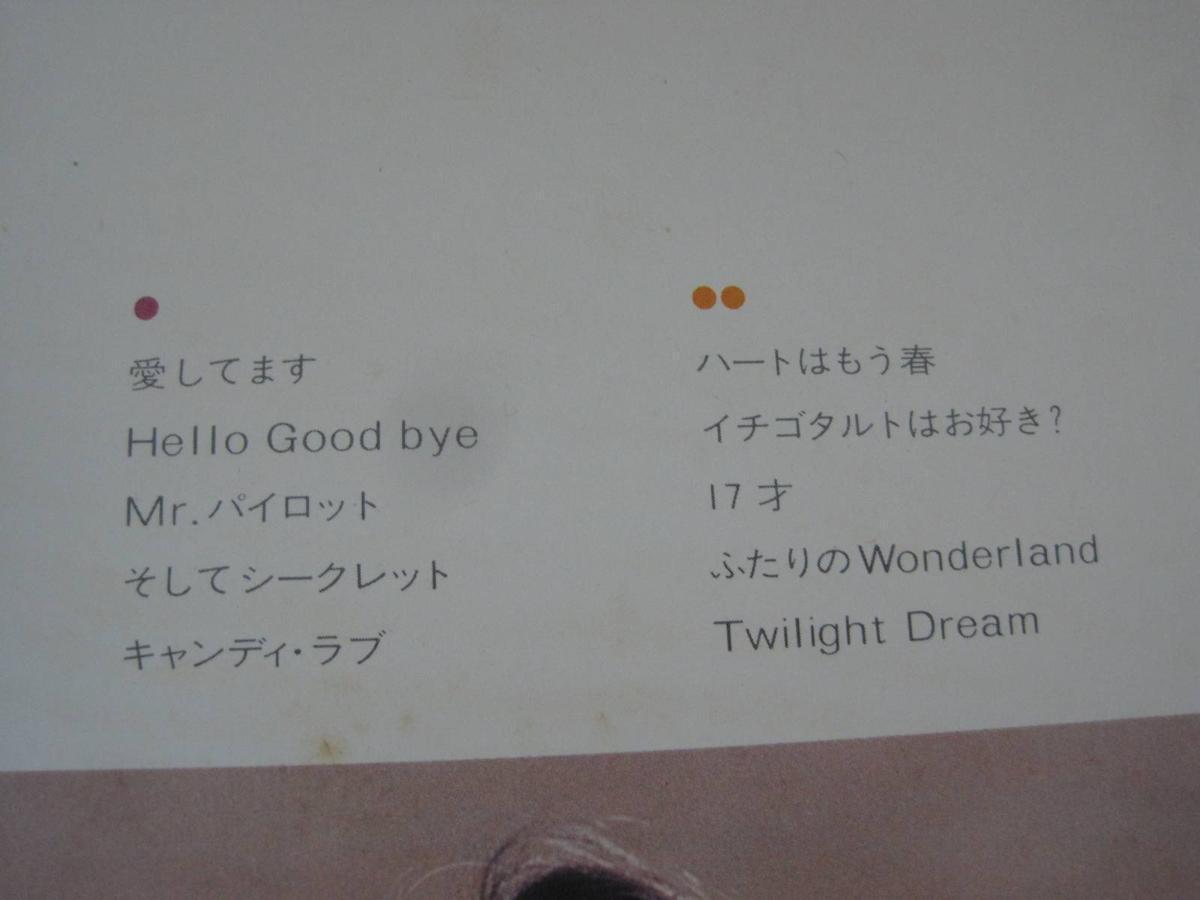 愛してます
Hello Good bye
Mr.パイロット
そしてシークレット
キャンディ・ラブ
ハートはもう春
イチゴタルトはお好き?
17才
ふたりのWonderland
Twilight Dream